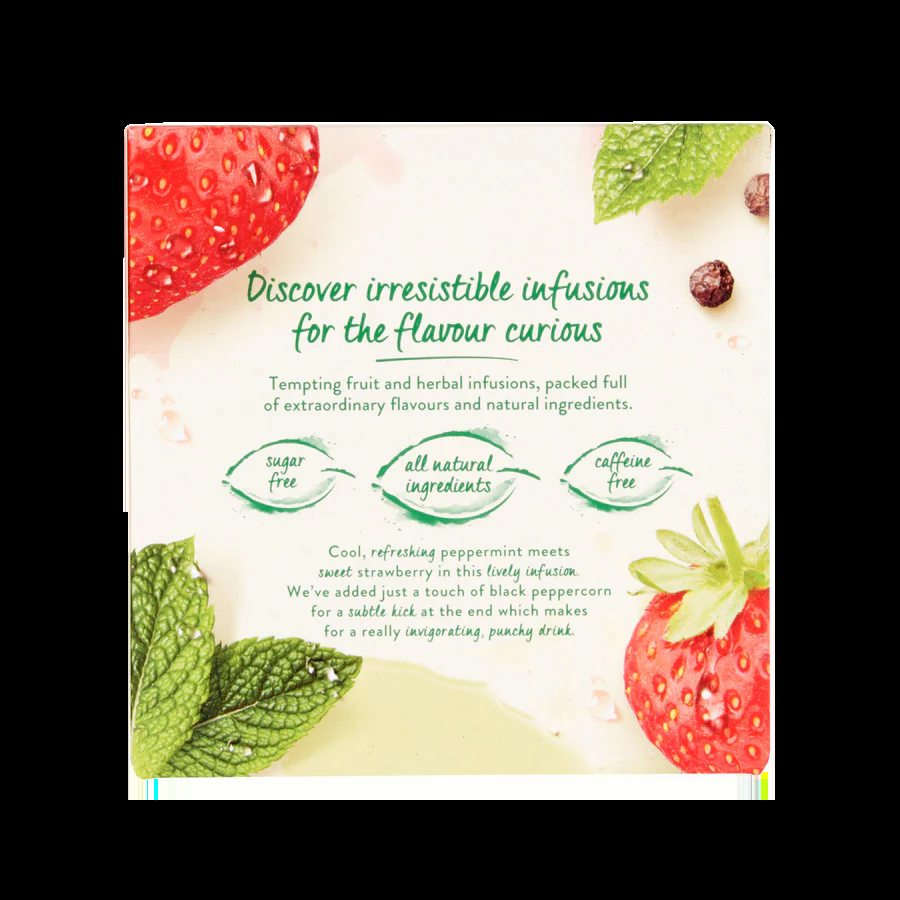 Discover irresistible infusions
for the flavour curious
Tempting fruit and herbal infusions, packed full
of extraordinary flavours and natural ingredients.
sugar
free
all natural
ingredients
caffeine
free
Cool, refreshing peppermint meets
sweet strawberry in this lively infusion.
We've added just a touch of black peppercorn
for a subtle kick at the end which makes
for a really invigorating, punchy drink.